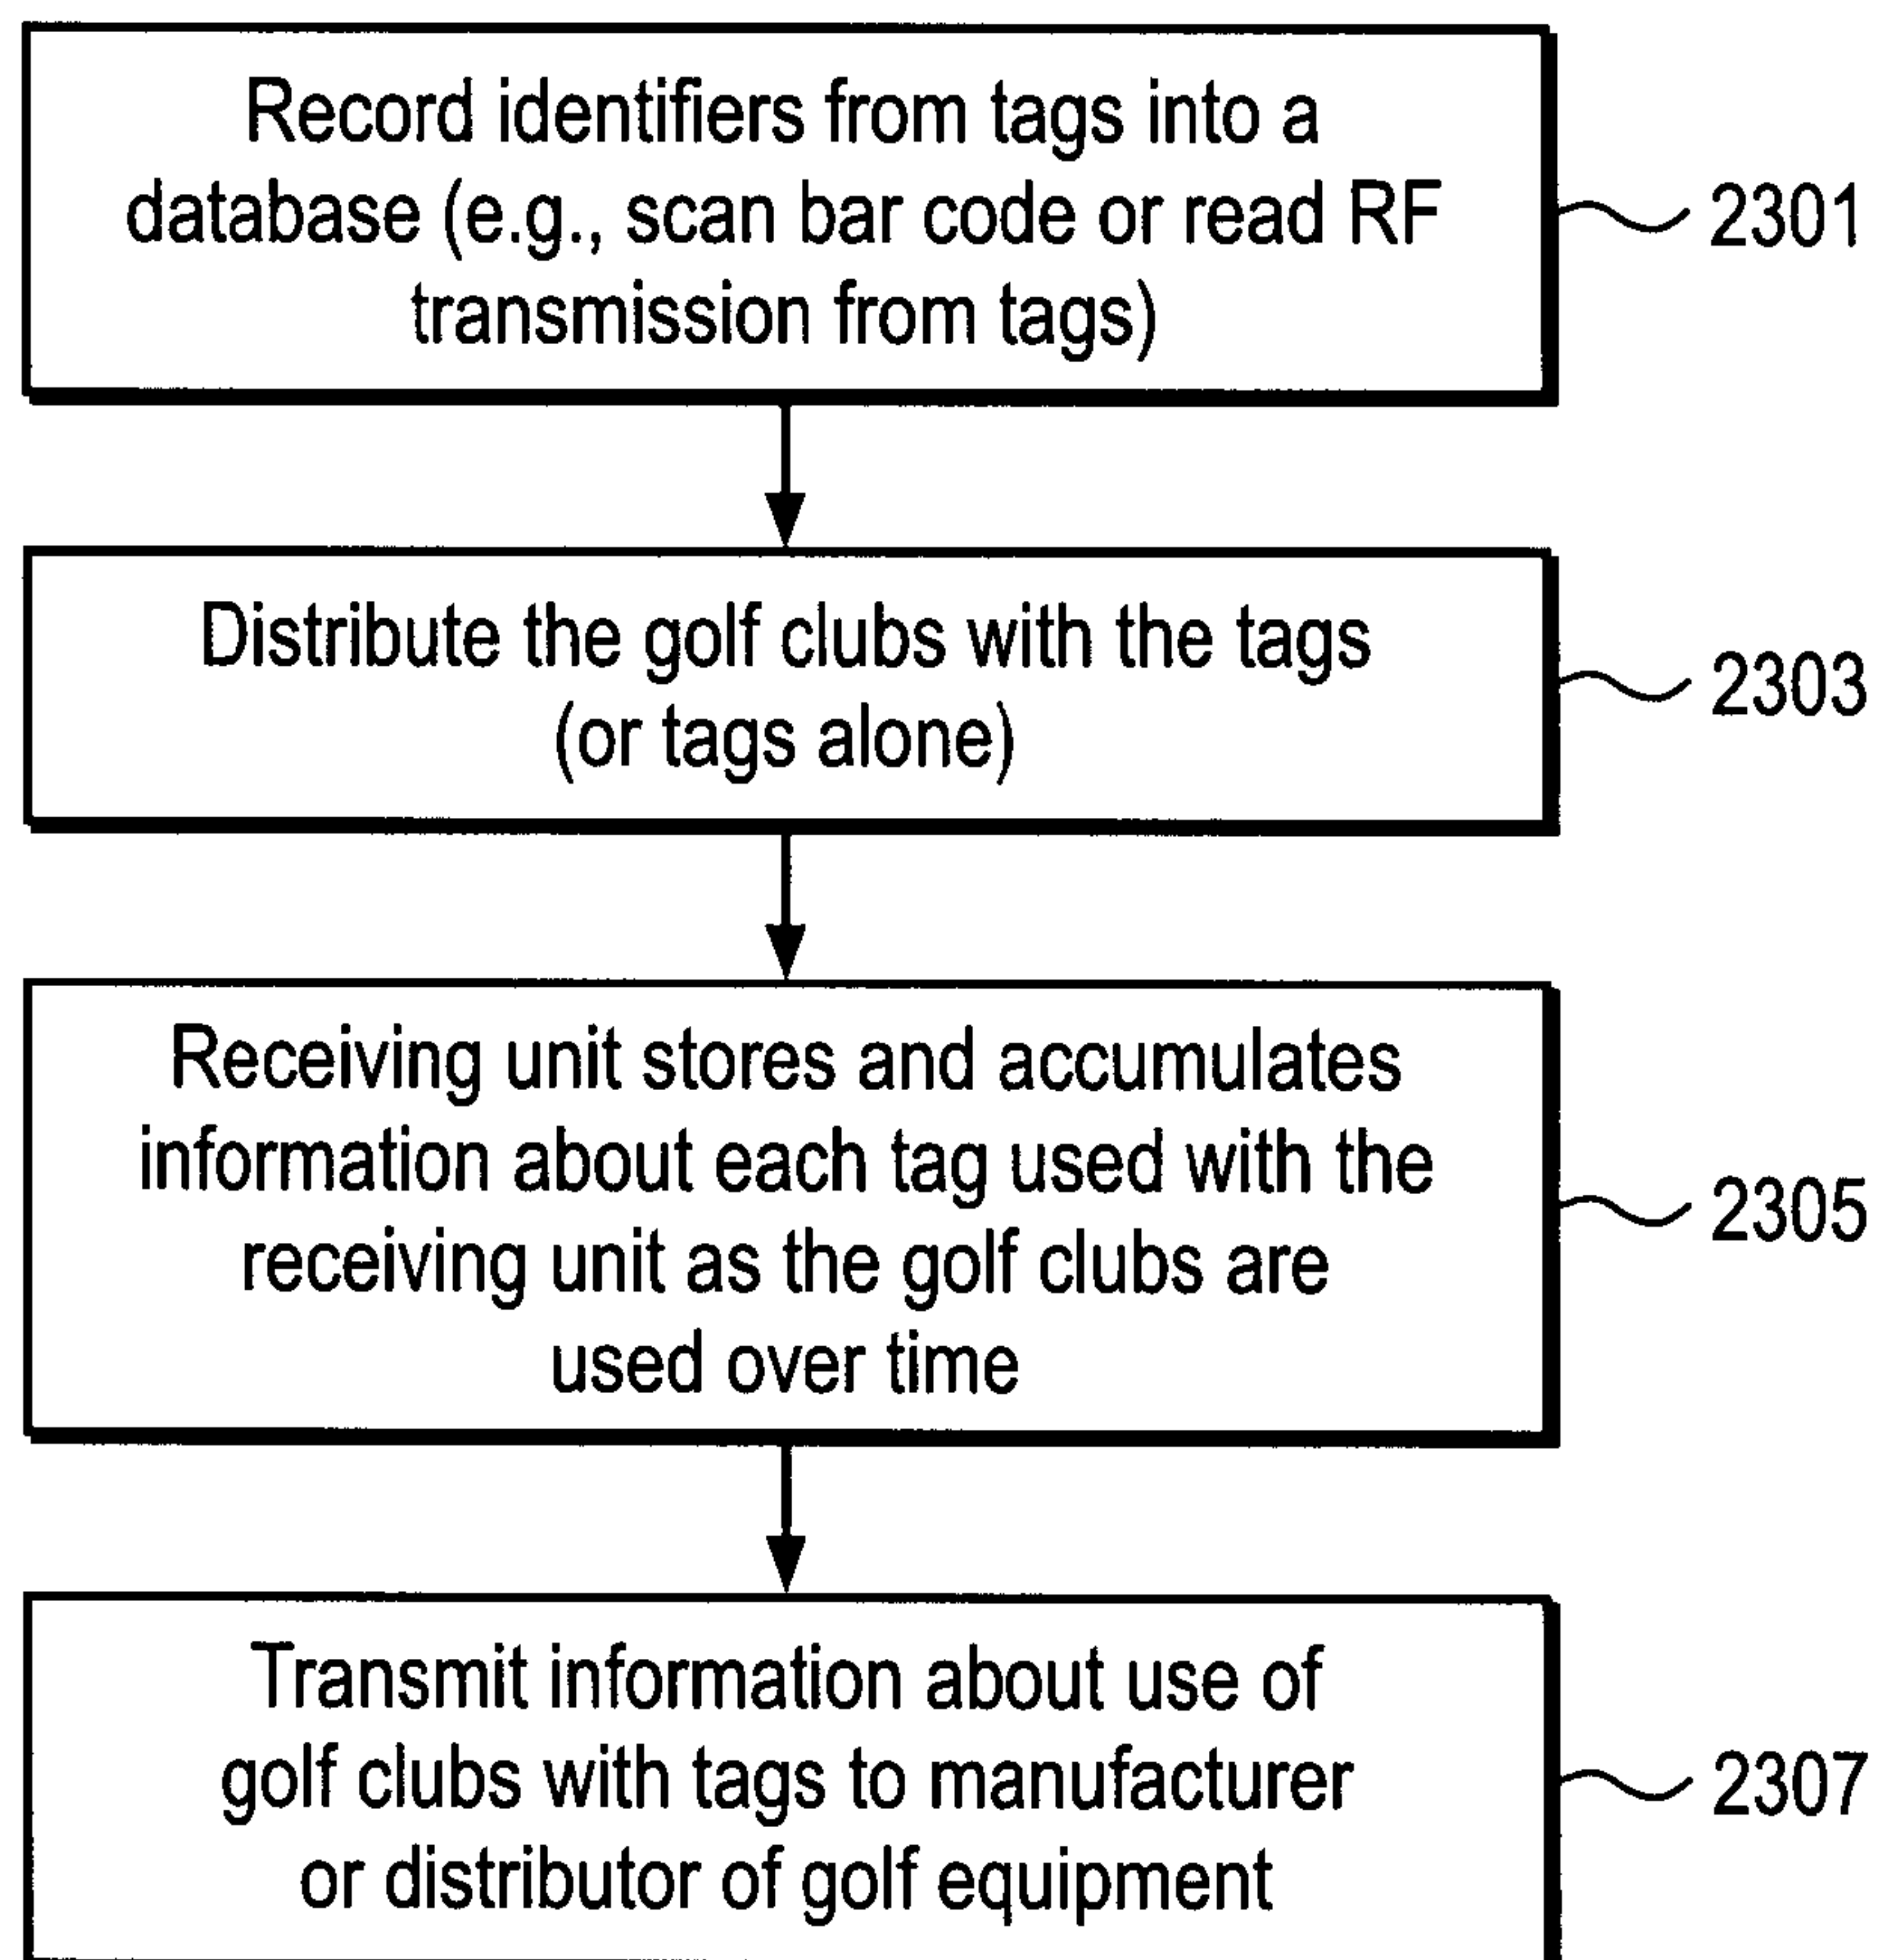 Record identifiers from tags into a
database (e.g., scan bar code or read RF
transmission from tags)
2301
Distribute the golf clubs with the tags
(or tags alone)
2303
Receiving unit stores and accumulates
information about each tag used with the
receiving unit as the golf clubs are
used over time
2305
Transmit information about use of
golf clubs with tags to manufacturer
or distributor of golf equipment
2307